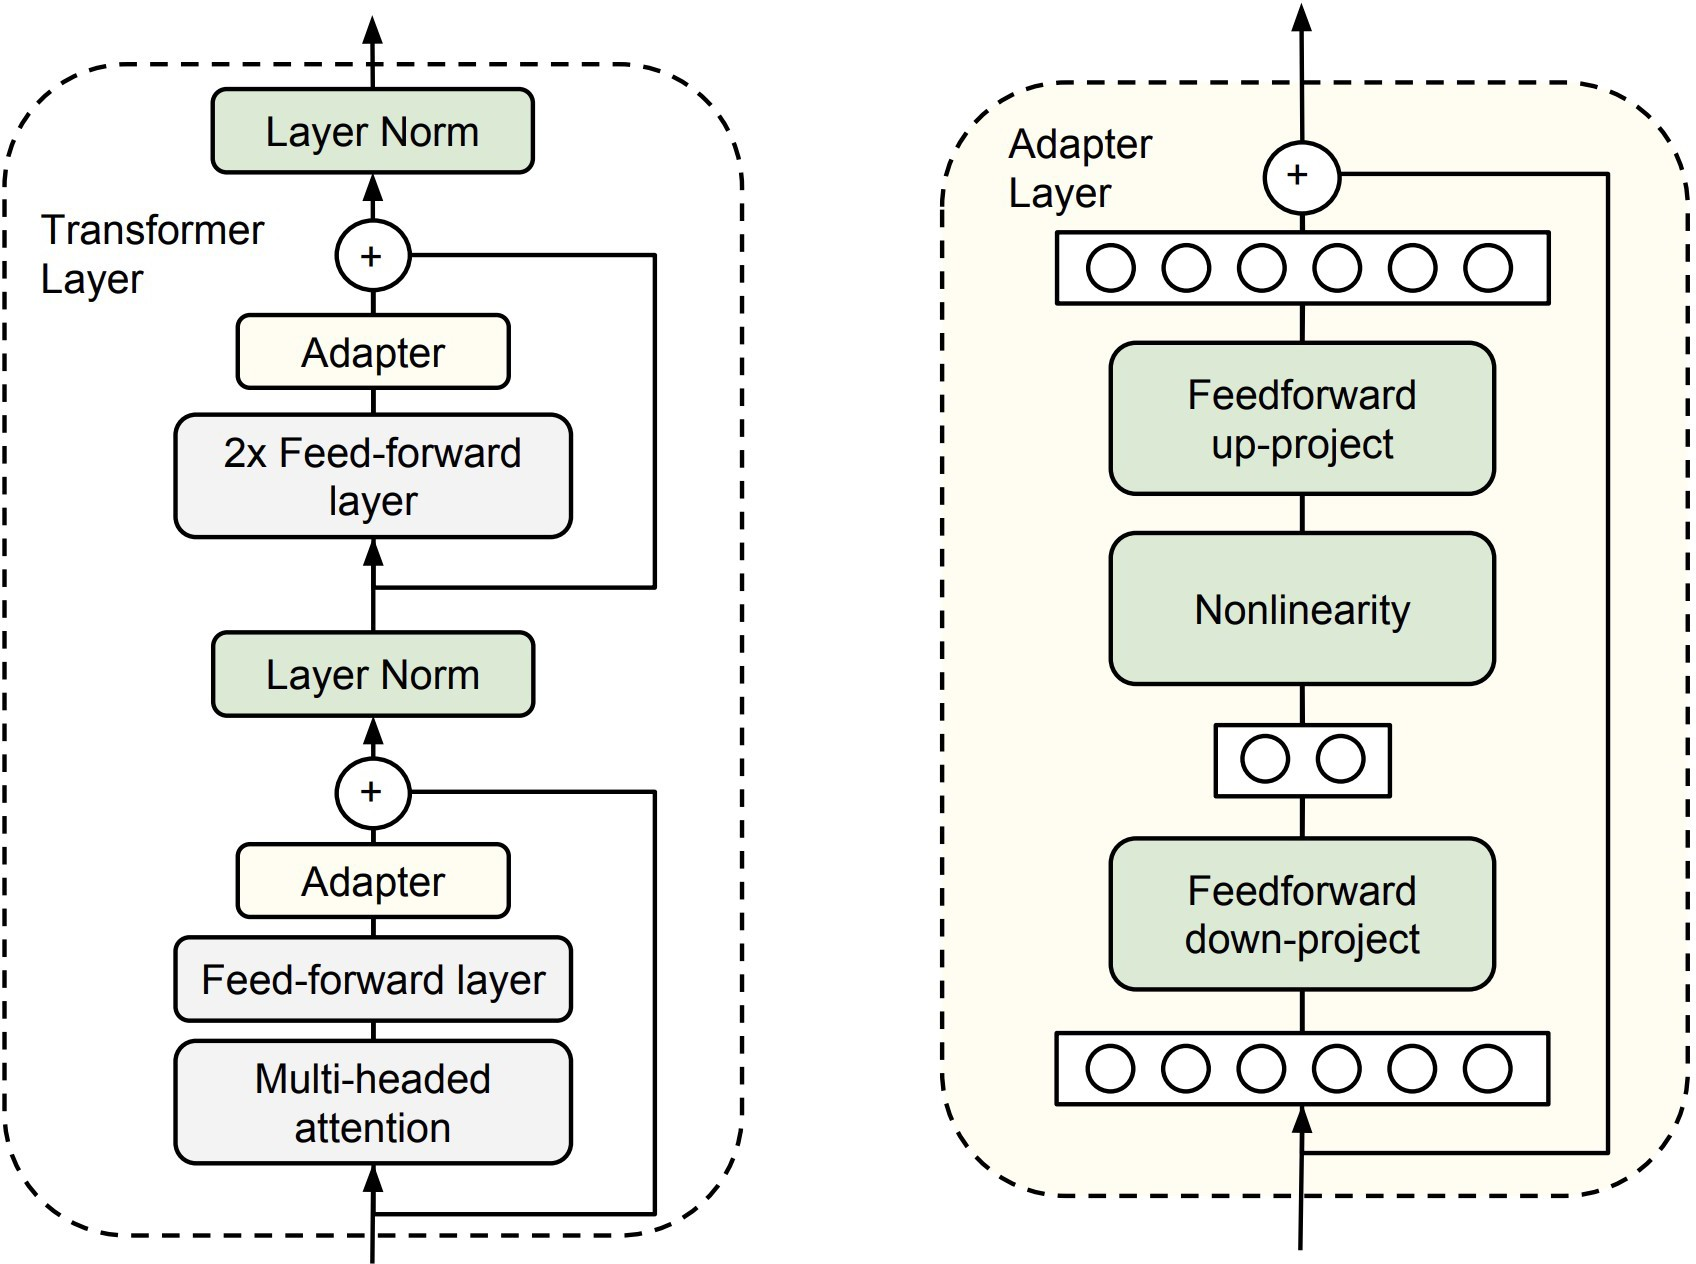 Layer Norm
Transformer
Layer
+
Adapter
2x Feed-forward
layer
Layer Norm
+
Adapter
Feed-forward layer
Multi-headed
attention
Adapter
Layer
+
Feedforward
up-project
Nonlinearity
Feedforward
down-project